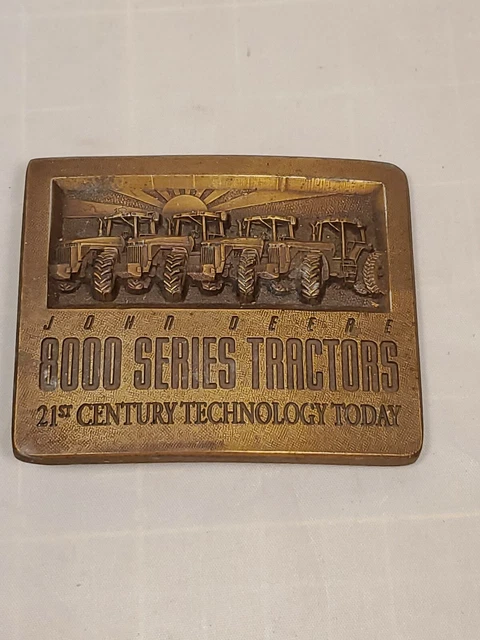 JOHN DEERE
8000 SERIES TRACTORS
21ST CENTURY TECHNOLOGY TODAY